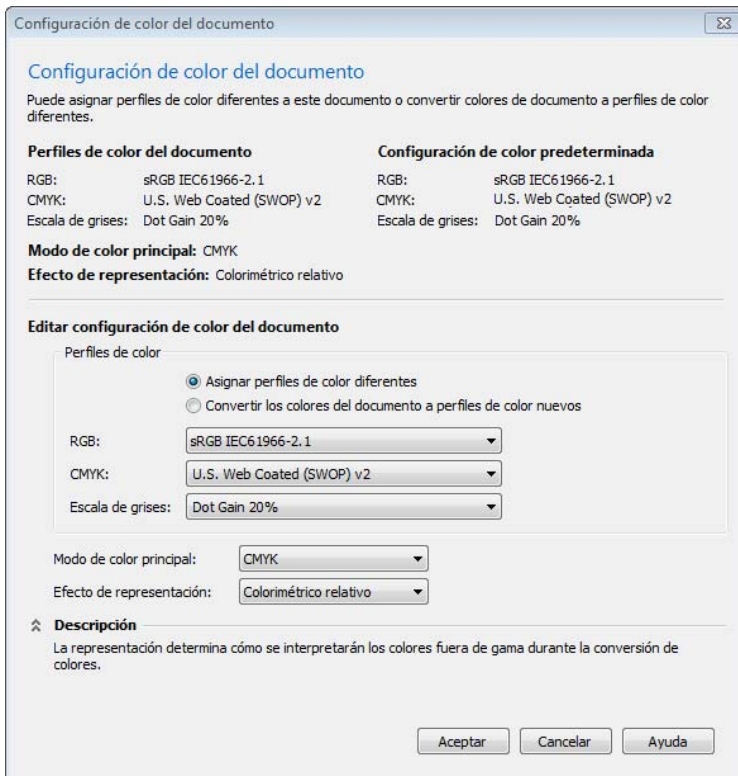 Configuración de color del documento
Configuración de color del documento
Puede asignar perfiles de color diferentes a este documento o convertir colores de documento a perfiles de color
diferentes.
Perfiles de color del documento
RGB: sRGB IEC61966-2.1
CMYK: U.S. Web Coated (SWOP) v2
Escala de grises: Dot Gain 20%
Configuración de color predeterminada
RGB: sRGB IEC61966-2.1
CMYK: U.S. Web Coated (SWOP) v2
Escala de grises: Dot Gain 20%
Modo de color principal: CMYK
Efecto de representación: Colorimétrico relativo
Editar configuración de color del documento
Perfiles de color
Asignar perfiles de color diferentes
Convertir los colores del documento a perfiles de color nuevos
RGB: sRGB IEC61966-2.1
CMYK: U.S. Web Coated (SWOP) v2
Escala de grises: Dot Gain 20%
Modo de color principal: CMYK
Efecto de representación: Colorimétrico relativo
Descripción
La representación determina cómo se interpretarán los colores fuera de gama durante la conversión de
colores.
Aceptar Cancelar Ayuda